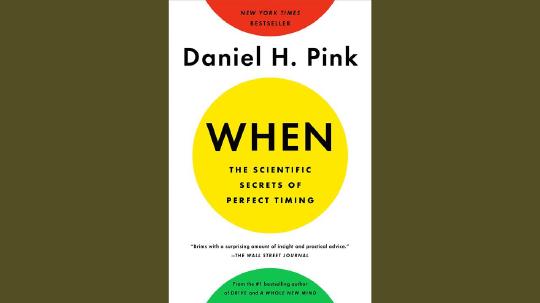 NEW YORK TIMES
BESTSELLER
Daniel H. Pink
WHEN
THE SCIENTIFIC
SECRETS OF
PERFECT TIMING
"Brims with a surprising amount of insight and practical advice."
—THE WALL STREET JOURNAL
From the #1 bestselling author
of DRIVE and A WHOLE NEW MIND